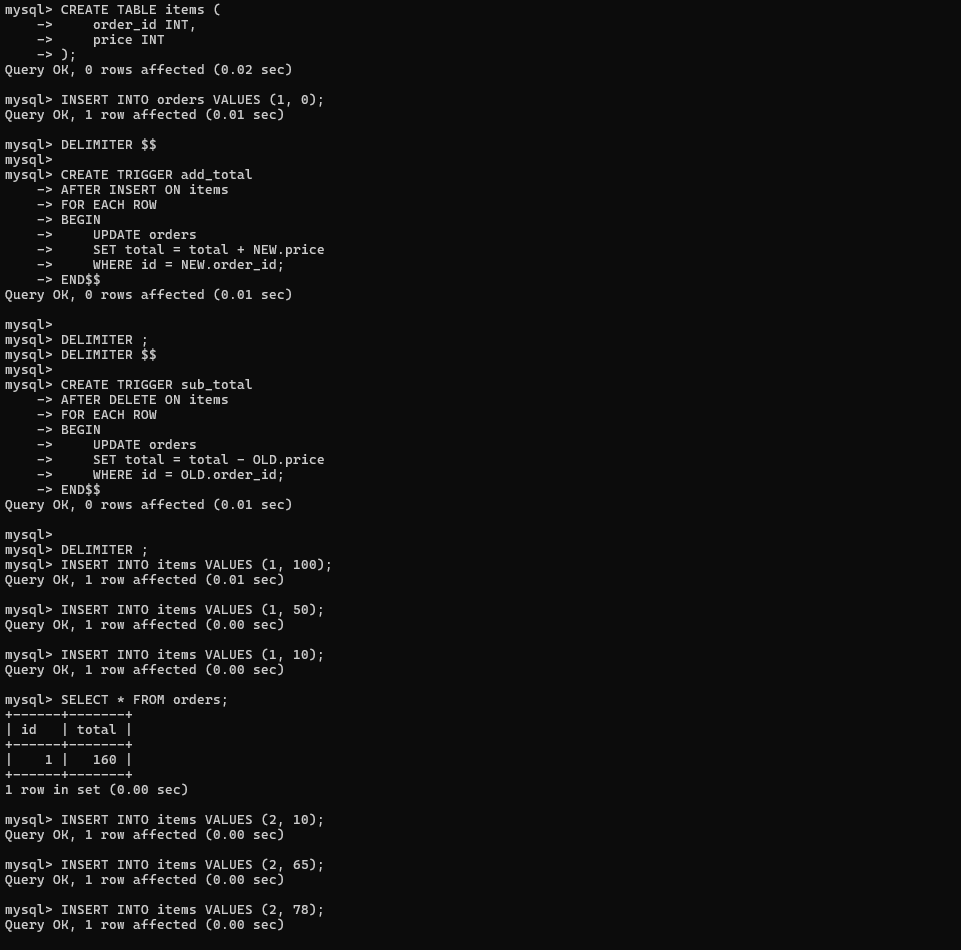 mysql> CREATE TABLE items (
    ->     order_id INT,
    ->     price INT
    -> );
Query OK, 0 rows affected (0.02 sec)

mysql> INSERT INTO orders VALUES (1, 0);
Query OK, 1 row affected (0.01 sec)

mysql> DELIMITER $$
mysql>
mysql> CREATE TRIGGER add_total
    -> AFTER INSERT ON items
    -> FOR EACH ROW
    -> BEGIN
    ->     UPDATE orders
    ->     SET total = total + NEW.price
    ->     WHERE id = NEW.order_id;
    -> END$$
Query OK, 0 rows affected (0.01 sec)

mysql>
mysql> DELIMITER ;
mysql> DELIMITER $$
mysql>
mysql> CREATE TRIGGER sub_total
    -> AFTER DELETE ON items
    -> FOR EACH ROW
    -> BEGIN
    ->     UPDATE orders
    ->     SET total = total - OLD.price
    ->     WHERE id = OLD.order_id;
    -> END$$
Query OK, 0 rows affected (0.01 sec)

mysql>
mysql> DELIMITER ;
mysql> INSERT INTO items VALUES (1, 100);
Query OK, 1 row affected (0.01 sec)

mysql> INSERT INTO items VALUES (1, 50);
Query OK, 1 row affected (0.00 sec)

mysql> INSERT INTO items VALUES (1, 10);
Query OK, 1 row affected (0.00 sec)

mysql> SELECT * FROM orders;
+------+-------+
| id   | total |
+------+-------+
|    1 |   160 |
+------+-------+
1 row in set (0.00 sec)

mysql> INSERT INTO items VALUES (2, 10);
Query OK, 1 row affected (0.00 sec)

mysql> INSERT INTO items VALUES (2, 65);
Query OK, 1 row affected (0.00 sec)

mysql> INSERT INTO items VALUES (2, 78);
Query OK, 1 row affected (0.00 sec)